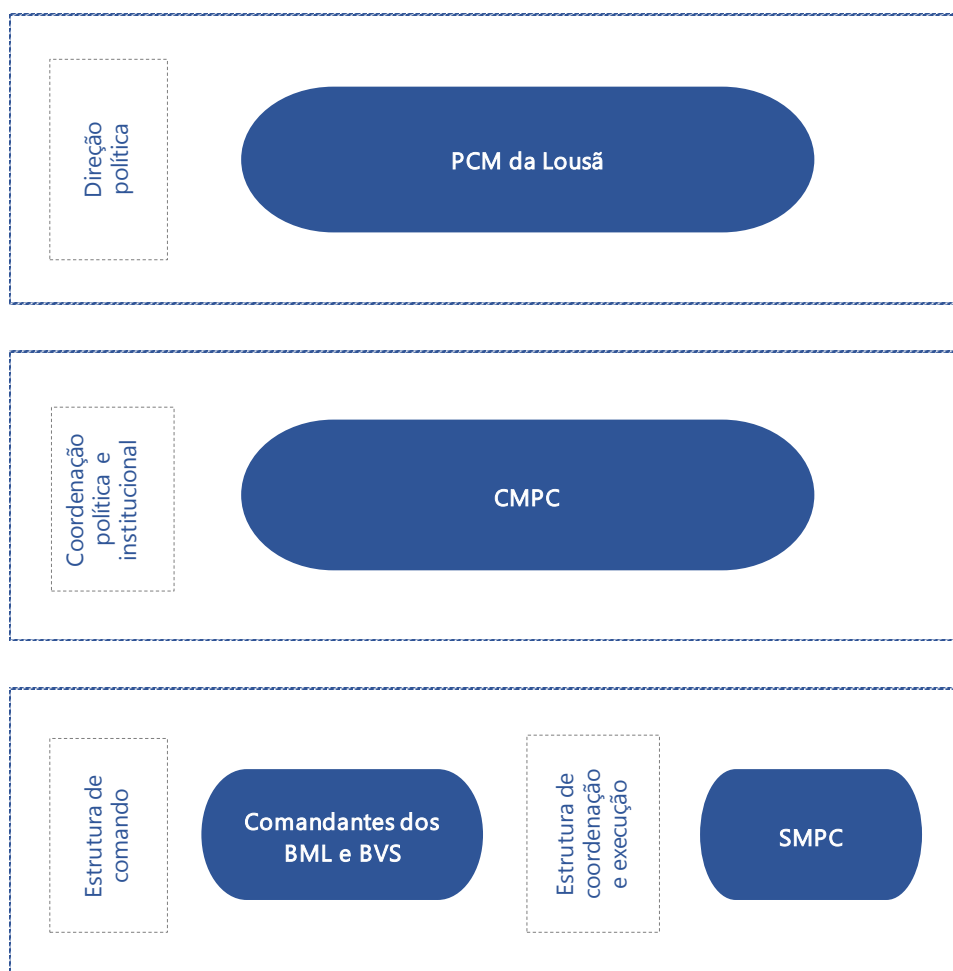 Direção
política
PCM da Lousã
Coordenação
política e
institucional
CMPC
Estrutura de
comando
Comandantes dos
BML e BVS
Estrutura de
coordenação
e execução
SMPC